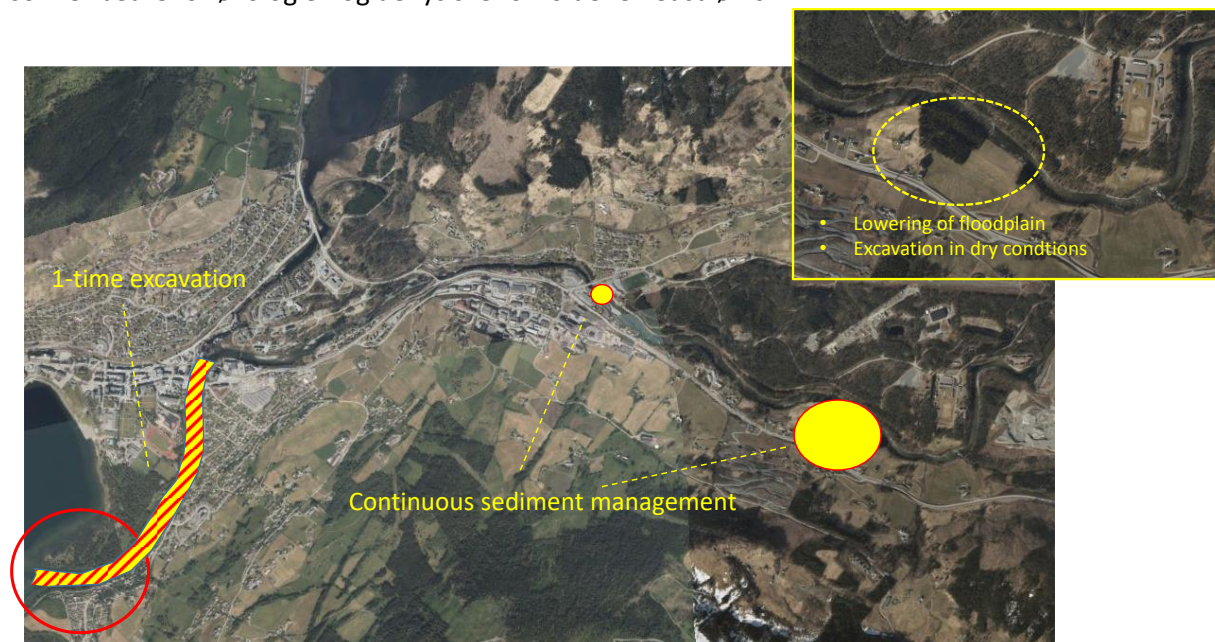 • Lowering of floodplain
• Excavation in dry condtions
1-time excavation
Continuous sediment management